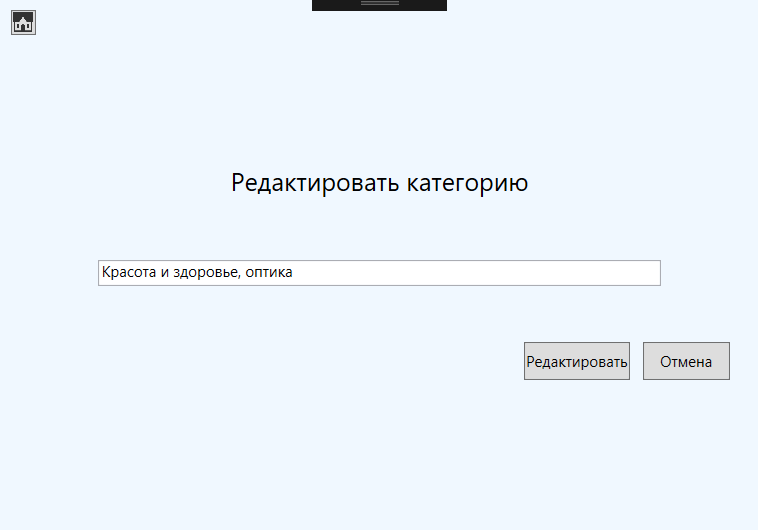 Редактировать категорию
Красота и здоровье, оптика
Редактировать
Отмена